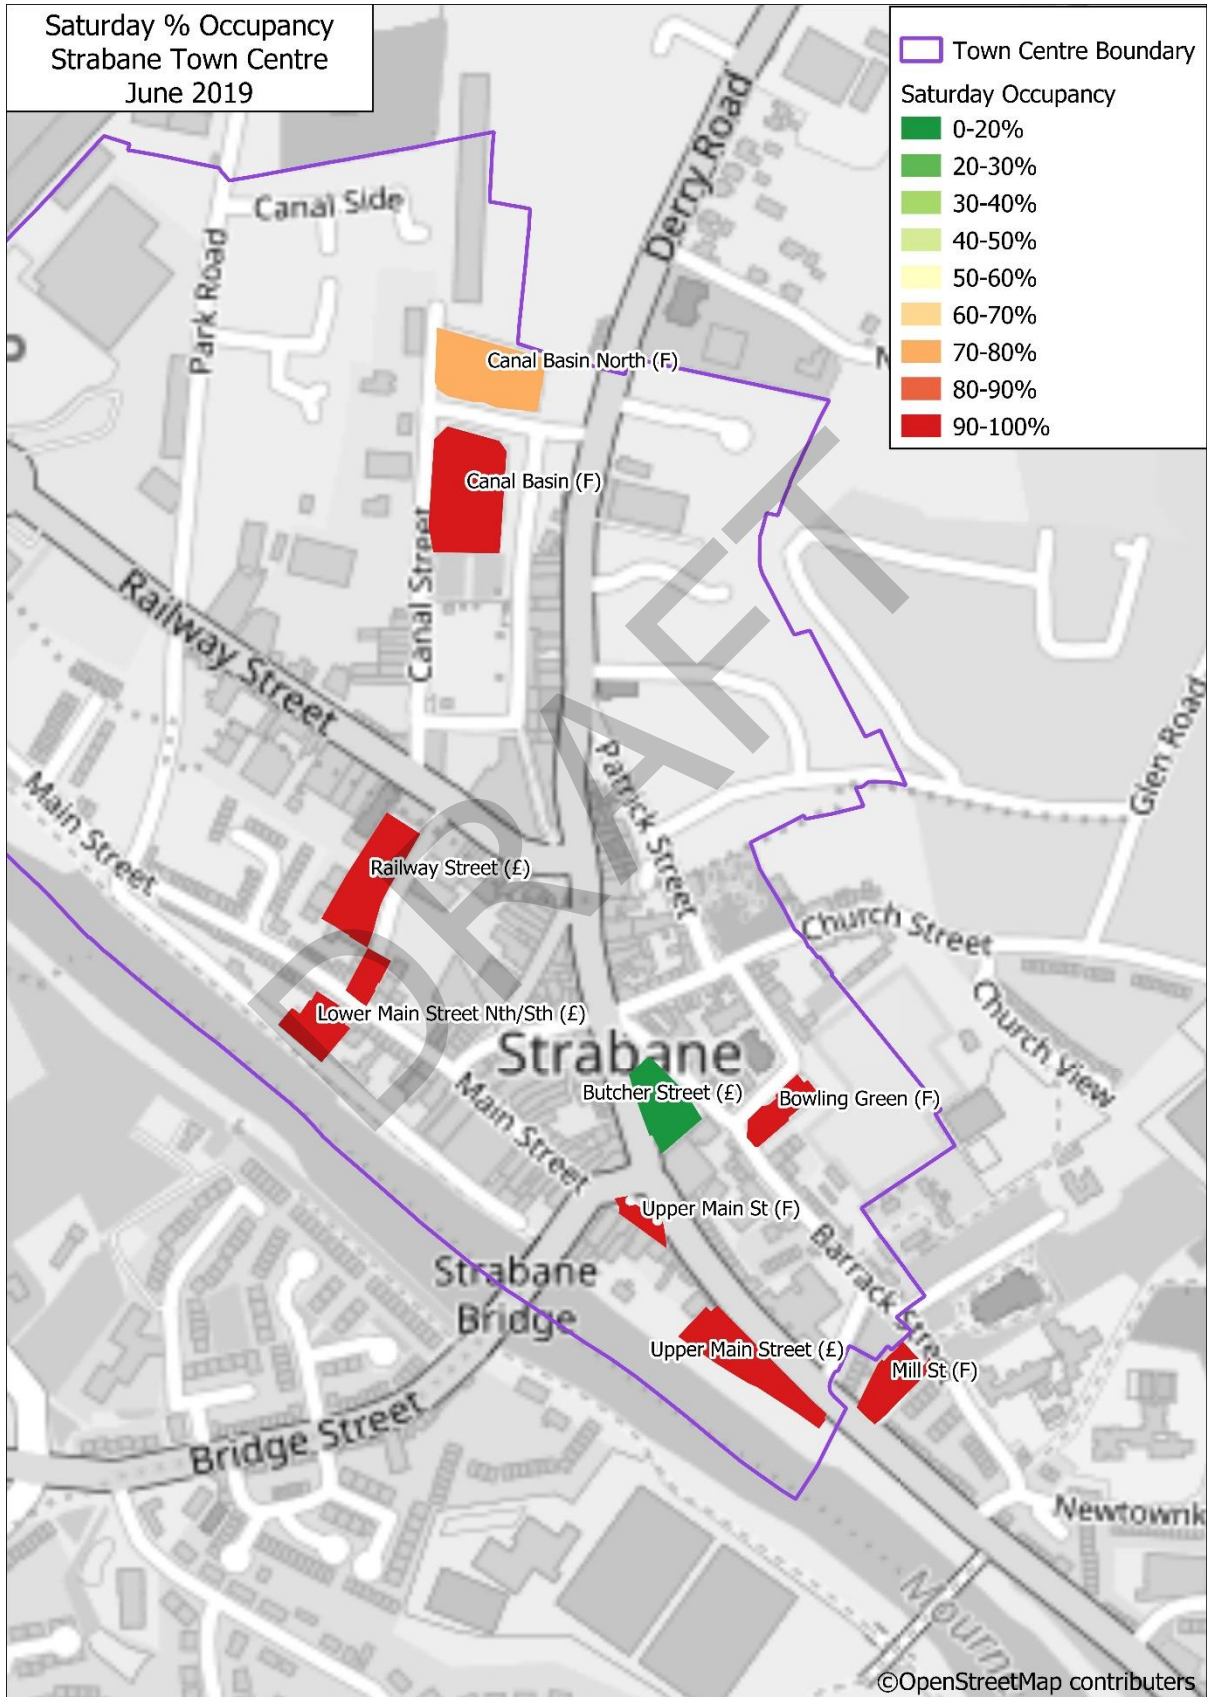 Saturday % Occupancy
Strabane Town Centre
June 2019
Town Centre Boundary
Saturday Occupancy
0-20%
20-30%
30-40%
40-50%
50-60%
60-70%
70-80%
80-90%
90-100%
Derry Road
Canal Side
Park Road
Canal Basin North (F)
Canal Basin (F)
Canal Street
Railway Street
Glen Road
Main Street
Patrick Street
Railway Street (£)
Church Street
Church View
Lower Main Street Nth/Sth (£)
Strabane
Butcher Street (£)
Bowling Green (F)
Main Street
Upper Main St (F)
Barrack Stre
Strabane
Bridge
Upper Main Street (£)
Mill St (F)
Bridge Street
Newtownk
Mourn
DRAFT
©OpenStreetMap contributers